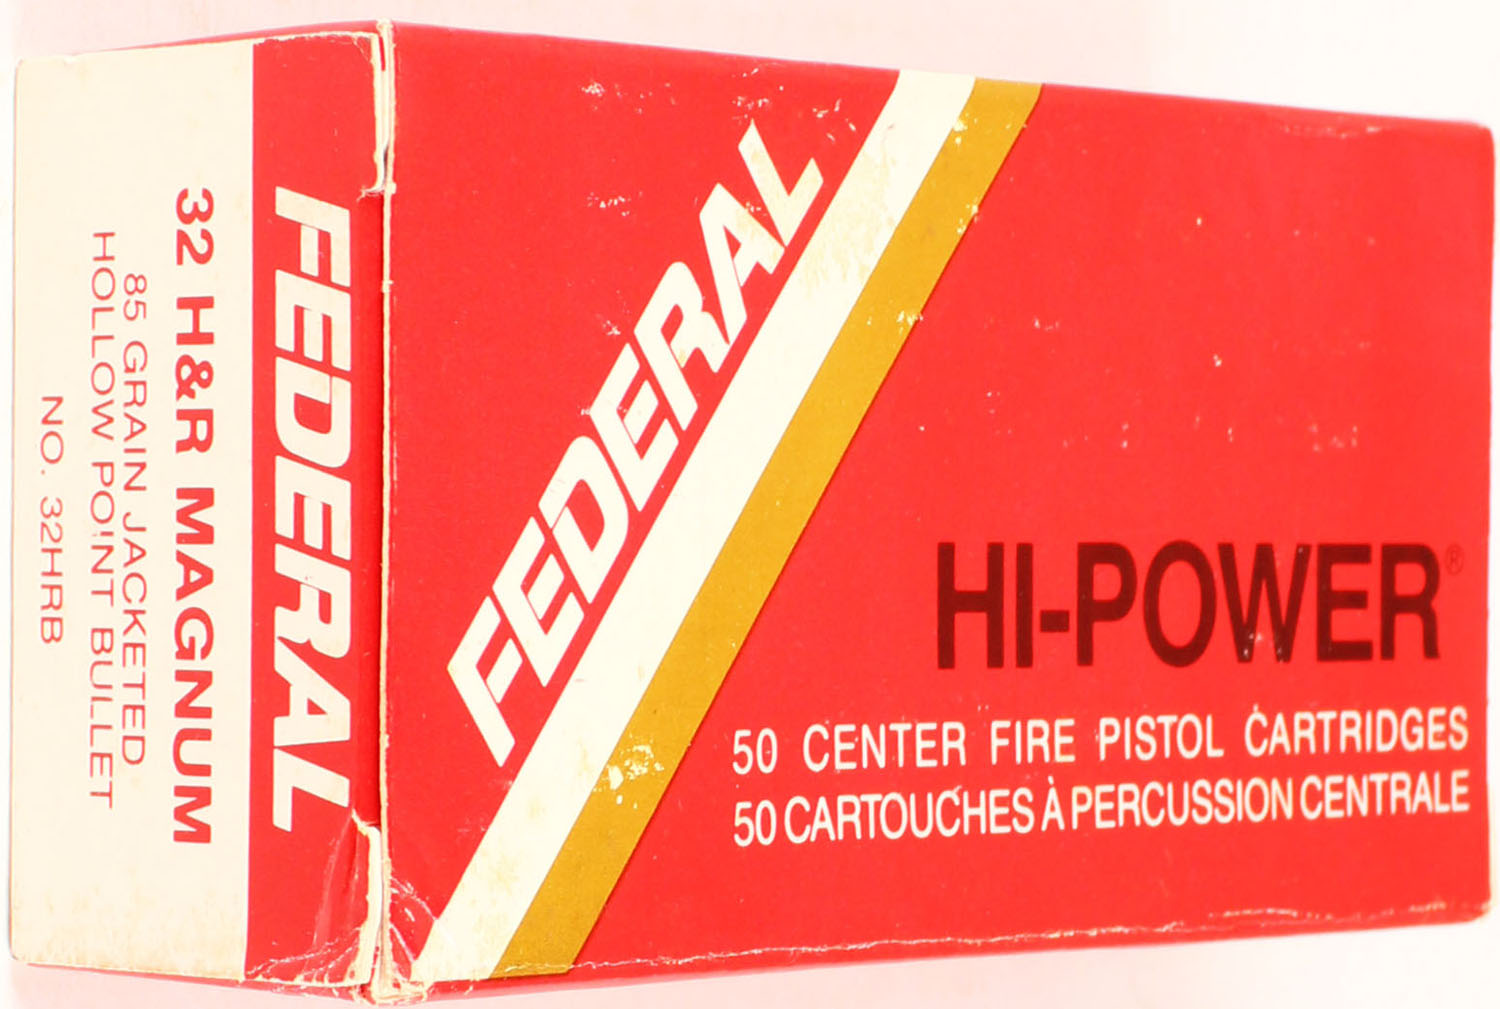 FEDERAL
32 H&R MAGNUM
85 GRAIN JACKETED
HOLLOW POINT BULLET
NO. 32HRB
FEDERAL
HI-POWER®
50 CENTER FIRE PISTOL CARTRIDGES
50 CARTOUCHES À PERCUSSION CENTRALE